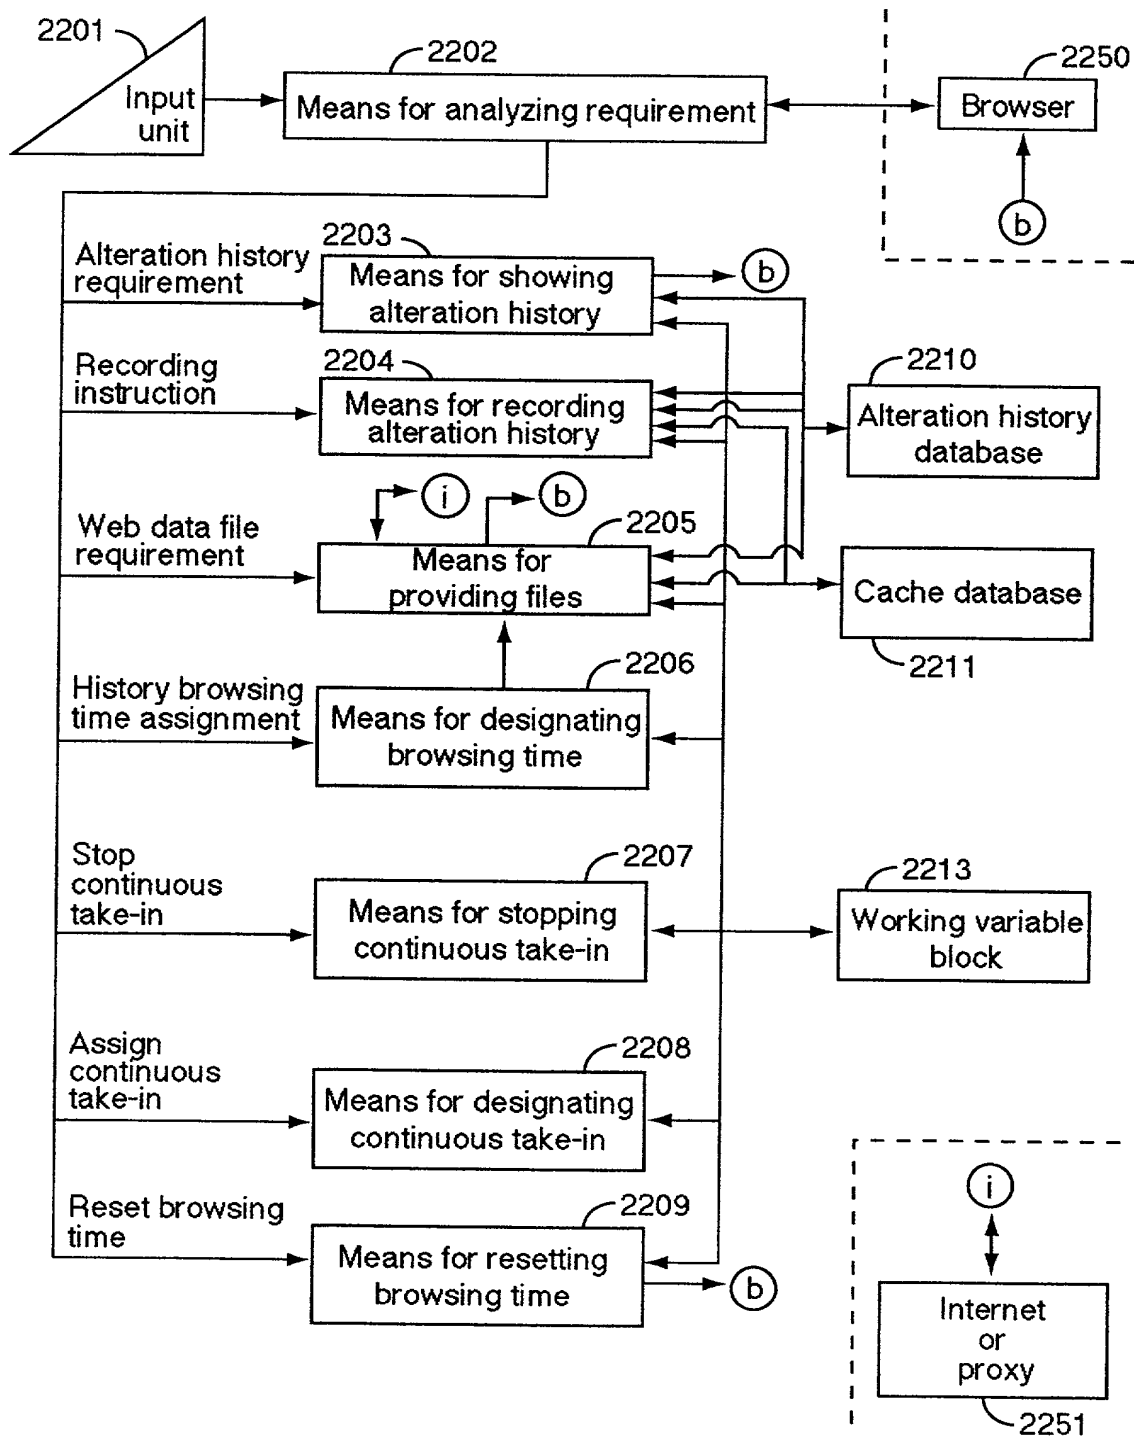 2201
Input
unit
2202
Means for analyzing requirement
2250
Browser
b
Alteration history
requirement
2203
Means for showing
alteration history
b
Recording
instruction
2204
Means for recording
alteration history
2210
Alteration history
database
i
b
Web data file
requirement
2205
Means for
providing files
Cache database
2211
History browsing
time assignment
2206
Means for designating
browsing time
Stop
continuous
take-in
2207
Means for stopping
continuous take-in
2213
Working variable
block
Assign
continuous
take-in
2208
Means for designating
continuous take-in
Reset browsing
time
2209
Means for resetting
browsing time
b
i
Internet
or
proxy
2251